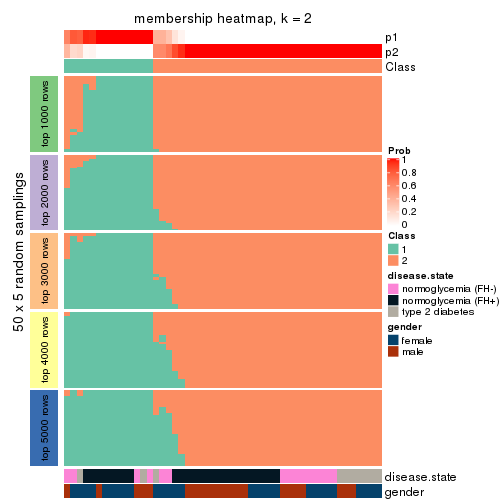 membership heatmap, k = 2
p1
p2
Class
50 x 5 random samplings
top 1000 rows
top 2000 rows
top 3000 rows
top 4000 rows
top 5000 rows
Prob
1
0.8
0.6
0.4
0.2
0
Class
1
2
disease.state
normoglycemia (FH-)
normoglycemia (FH+)
type 2 diabetes
gender
female
male
disease.state
gender